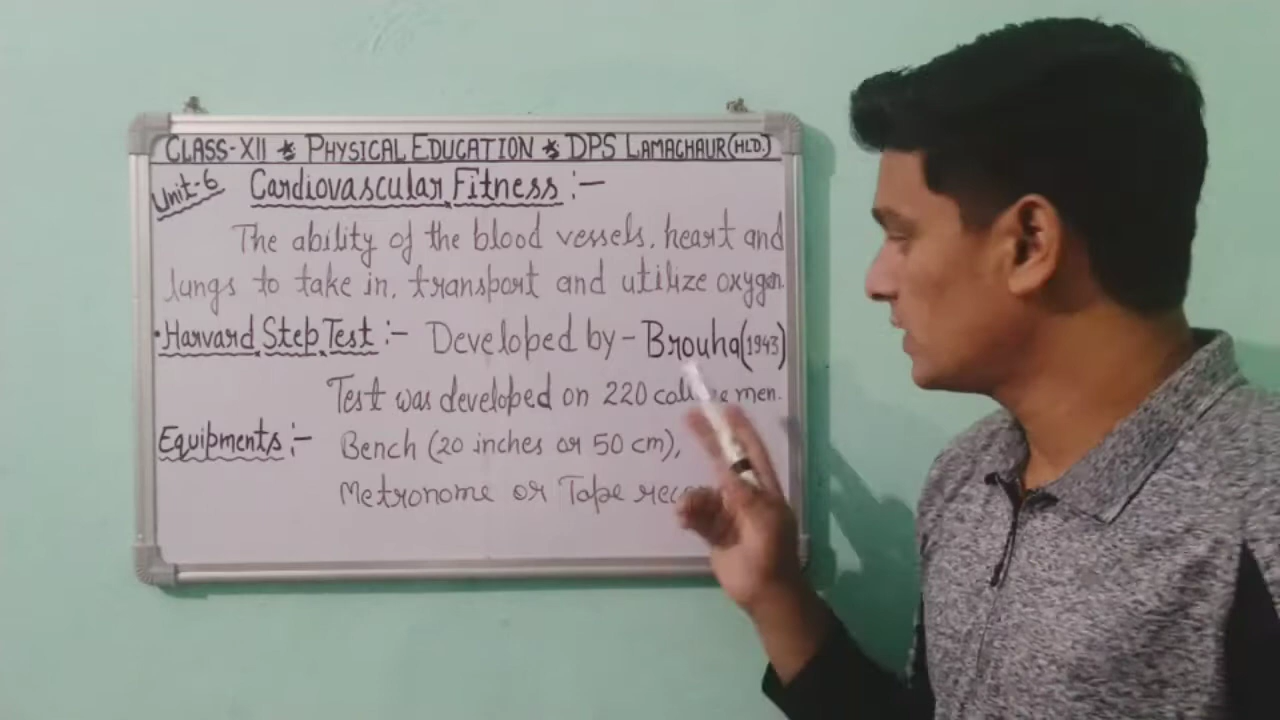 CLASS-XII * PHYSICAL EDUCATION * DPS LAMACHAUR (HLD.)
Unit-6 Cardiovascular Fitness :-
The ability of the blood vessels, heart and
lungs to take in, transport and utilize oxygen.
• Harvard Step Test :- Developed by - Brouha (1943)
Test was developed on 220 men.
Equipments :- Bench (20 inches or 50 cm),
Metronome or Tape